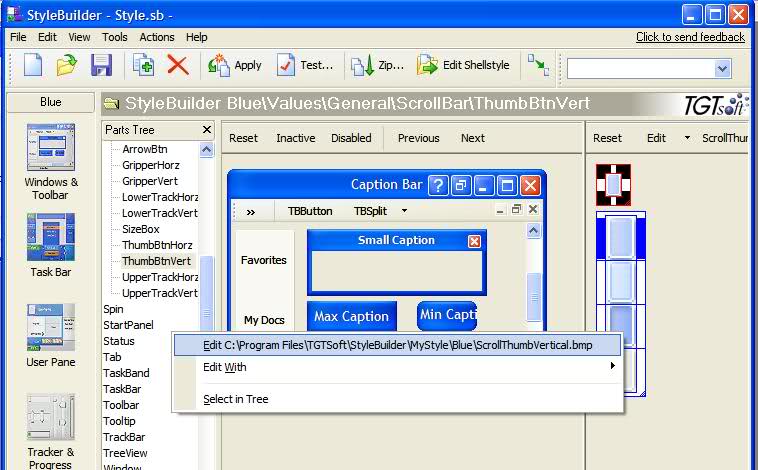 StyleBuilder - Style.sb -
File Edit View Tools Actions Help
Click to send feedback
Apply Test... Zip... Edit Shellstyle
Blue
StyleBuilder Blue\Values\General\ScrollBar\ThumbBtnVert
TGTsoft
Parts Tree
Reset Inactive Disabled Previous Next
Reset Edit ScrollThum
ArrowBtn
GripperHorz
GripperVert
LowerTrackHorz
LowerTrackVert
SizeBox
ThumbBtnHorz
ThumbBtnVert
UpperTrackHorz
UpperTrackVert
Spin
StartPanel
Status
Tab
TaskBand
TaskBar
Toolbar
Tooltip
TrackBar
TreeView
Window
Windows &
Toolbar
Task Bar
User Pane
Tracker &
Progress
Caption Bar
TBButton TBSplit
Favorites
Small Caption
My Docs
Max Caption
Min Capti
Edit C:\Program Files\TGTSoft\StyleBuilder\MyStyle\Blue\ScrollThumbVertical.bmp
Edit With
Select in Tree